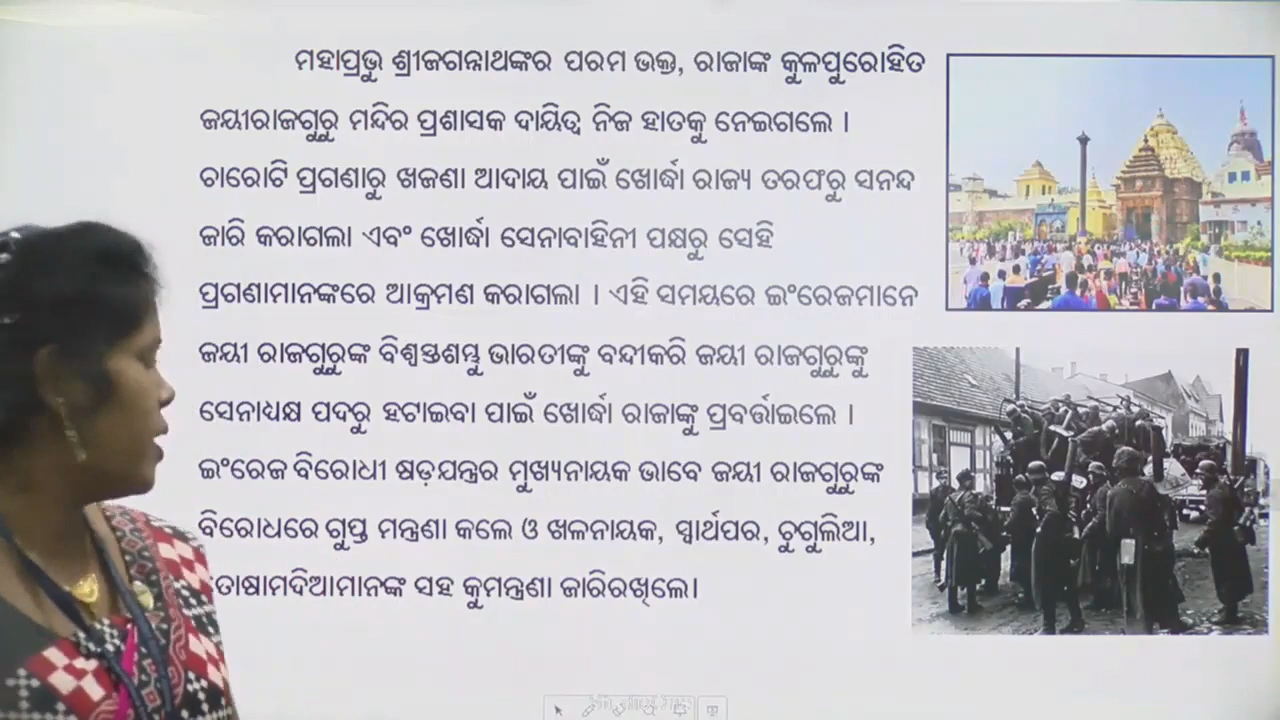 ମହାପ୍ରଭୁ ଶ୍ରୀଜଗନ୍ନାଥଙ୍କର ପରମ ଭକ୍ତ, ରାଜାଙ୍କ କୁଳପୁରୋହିତ
ଜୟୀରାଜଗୁରୁ ମନ୍ଦିର ପ୍ରଶାସକ ଦାୟିତ୍ୱ ନିଜ ହାତକୁ ନେଇଗଲେ ।
ଚାରୋଟି ପ୍ରଗଣାରୁ ଖଜଣା ଆଦାୟ ପାଇଁ ଖୋର୍ଦ୍ଧା ରାଜ୍ୟ ତରଫରୁ ସନନ୍ଦ
ଜାରି କରାଗଲା ଏବଂ ଖୋର୍ଦ୍ଧା ସେନାବାହିନୀ ପକ୍ଷରୁ ସେହି
ପ୍ରଗଣାମାନଙ୍କରେ ଆକ୍ରମଣ କରାଗଲା । ଏହି ସମୟରେ ଇଂରେଜମାନେ
ଜୟୀ ରାଜଗୁରୁଙ୍କ ବିଶ୍ୱସ୍ତଶମ୍ଭୁ ଭାରତୀଙ୍କୁ ବନ୍ଦୀକରି ଜୟୀ ରାଜଗୁରୁଙ୍କୁ
ସେନାଧ୍ୟକ୍ଷ ପଦରୁ ହଟାଇବା ପାଇଁ ଖୋର୍ଦ୍ଧା ରାଜାଙ୍କୁ ପ୍ରବର୍ତ୍ତାଇଲେ ।
ଇଂରେଜ ବିରୋଧୀ ଷଡ଼ଯନ୍ତ୍ରର ମୁଖ୍ୟନାୟକ ଭାବେ ଜୟୀ ରାଜଗୁରୁଙ୍କ
ବିରୋଧରେ ଗୁପ୍ତ ମନ୍ତ୍ରଣା କଲେ ଓ ଖଳନାୟକ, ସ୍ୱାର୍ଥପର, ଚୁଗୁଲିଆ,
ତୋଷାମଦିଆମାନଙ୍କ ସହ କୁମନ୍ତ୍ରଣା ଜାରିରଖିଲେ।